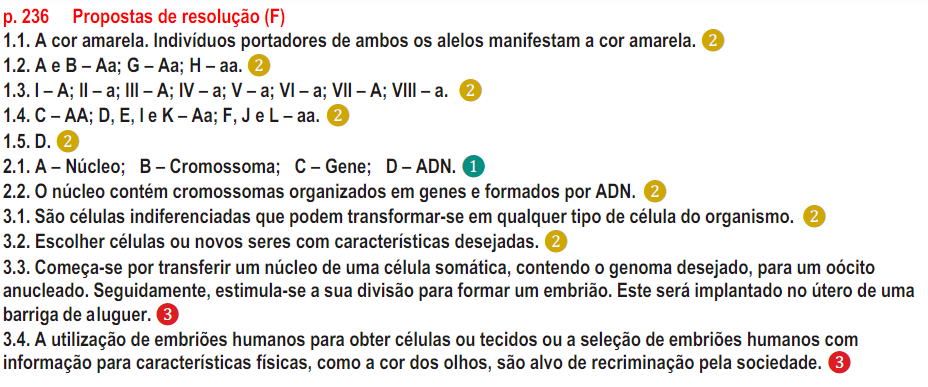 p. 236 Propostas de resolução (F)
1.1. A cor amarela. Indivíduos portadores de ambos os alelos manifestam a cor amarela. 2
1.2. A e B – Aa; G – Aa; H – aa. 2
1.3. I – A; II – a; III – A; IV – a; V – a; VI – a; VII – A; VIII – a. 2
1.4. C – AA; D, E, I e K – Aa; F, J e L – aa. 2
1.5. D. 2
2.1. A – Núcleo; B – Cromossoma; C – Gene; D – ADN. 1
2.2. O núcleo contém cromossomas organizados em genes e formados por ADN. 2
3.1. São células indiferenciadas que podem transformar-se em qualquer tipo de célula do organismo. 2
3.2. Escolher células ou novos seres com características desejadas. 2
3.3. Começa-se por transferir um núcleo de uma célula somática, contendo o genoma desejado, para um oócito
anucleado. Seguidamente, estimula-se a sua divisão para formar um embrião. Este será implantado no útero de uma
barriga de aluguer. 3
3.4. A utilização de embriões humanos para obter células ou tecidos ou a seleção de embriões humanos com
informação para características físicas, como a cor dos olhos, são alvo de recriminação pela sociedade. 3